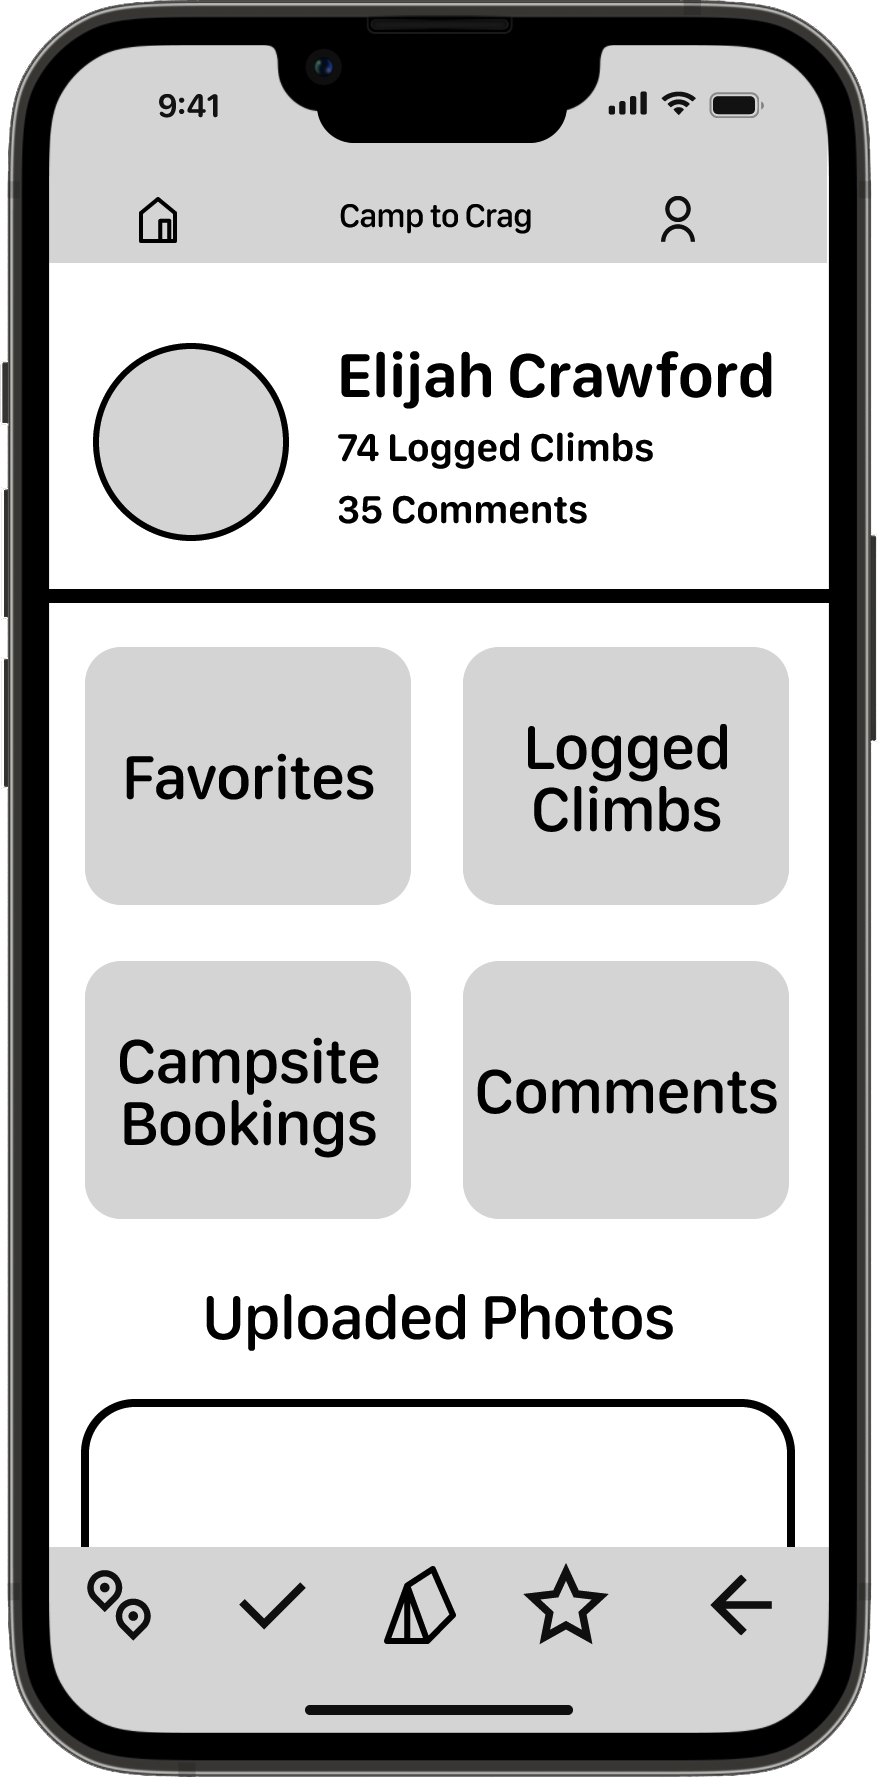 9:41
Camp to Crag
Elijah Crawford
74 Logged Climbs
35 Comments
Favorites
Logged
Climbs
Campsite
Bookings
Comments
Uploaded Photos